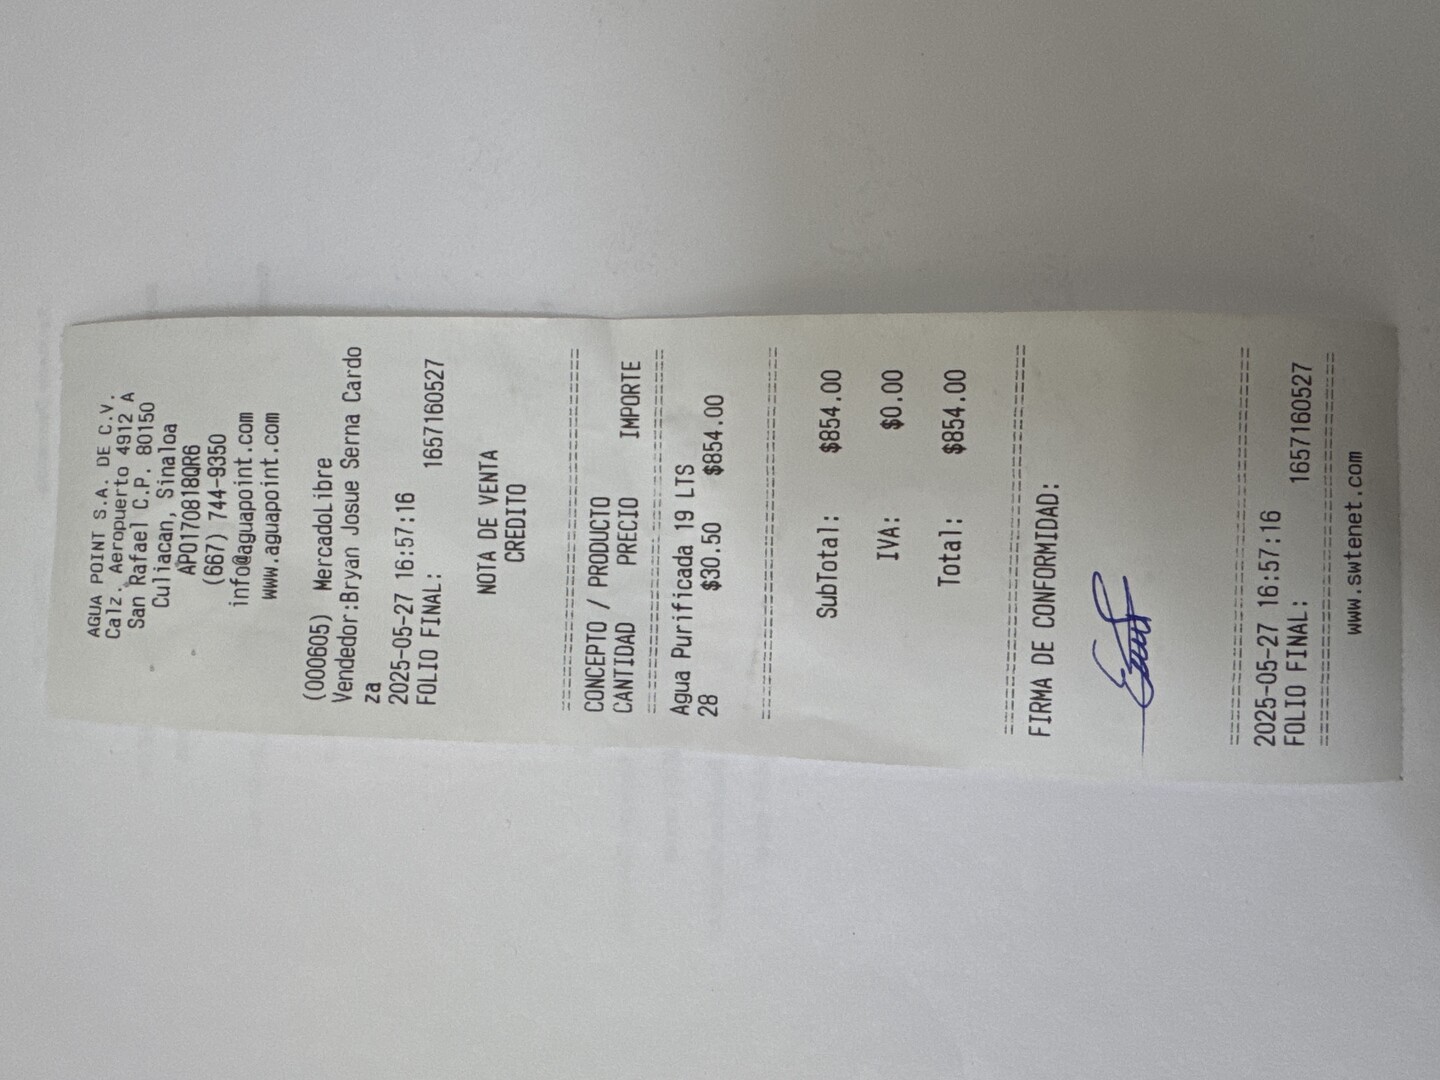 AGUA POINT S.A. DE C.V.
Calz. Aeropuerto 4912 A
San Rafael C.P. 80150
Culiacan, Sinaloa
APO170818QR6
(667) 744-9350
info@aguapoint.com
www.aguapoint.com
(000605) MercadoLibre
Vendedor:Bryan Josue Serna Cardo
za
2025-05-27 16:57:16
FOLIO FINAL: 1657160527
NOTA DE VENTA
CREDITO
================================
CONCEPTO / PRODUCTO
CANTIDAD PRECIO IMPORTE
================================
Agua Purificada 19 LTS
28 $30.50 $854.00
================================
SubTotal: $854.00
IVA: $0.00
Total: $854.00
================================
FIRMA DE CONFORMIDAD:
================================
2025-05-27 16:57:16
FOLIO FINAL: 1657160527
================================
www.swtenet.com